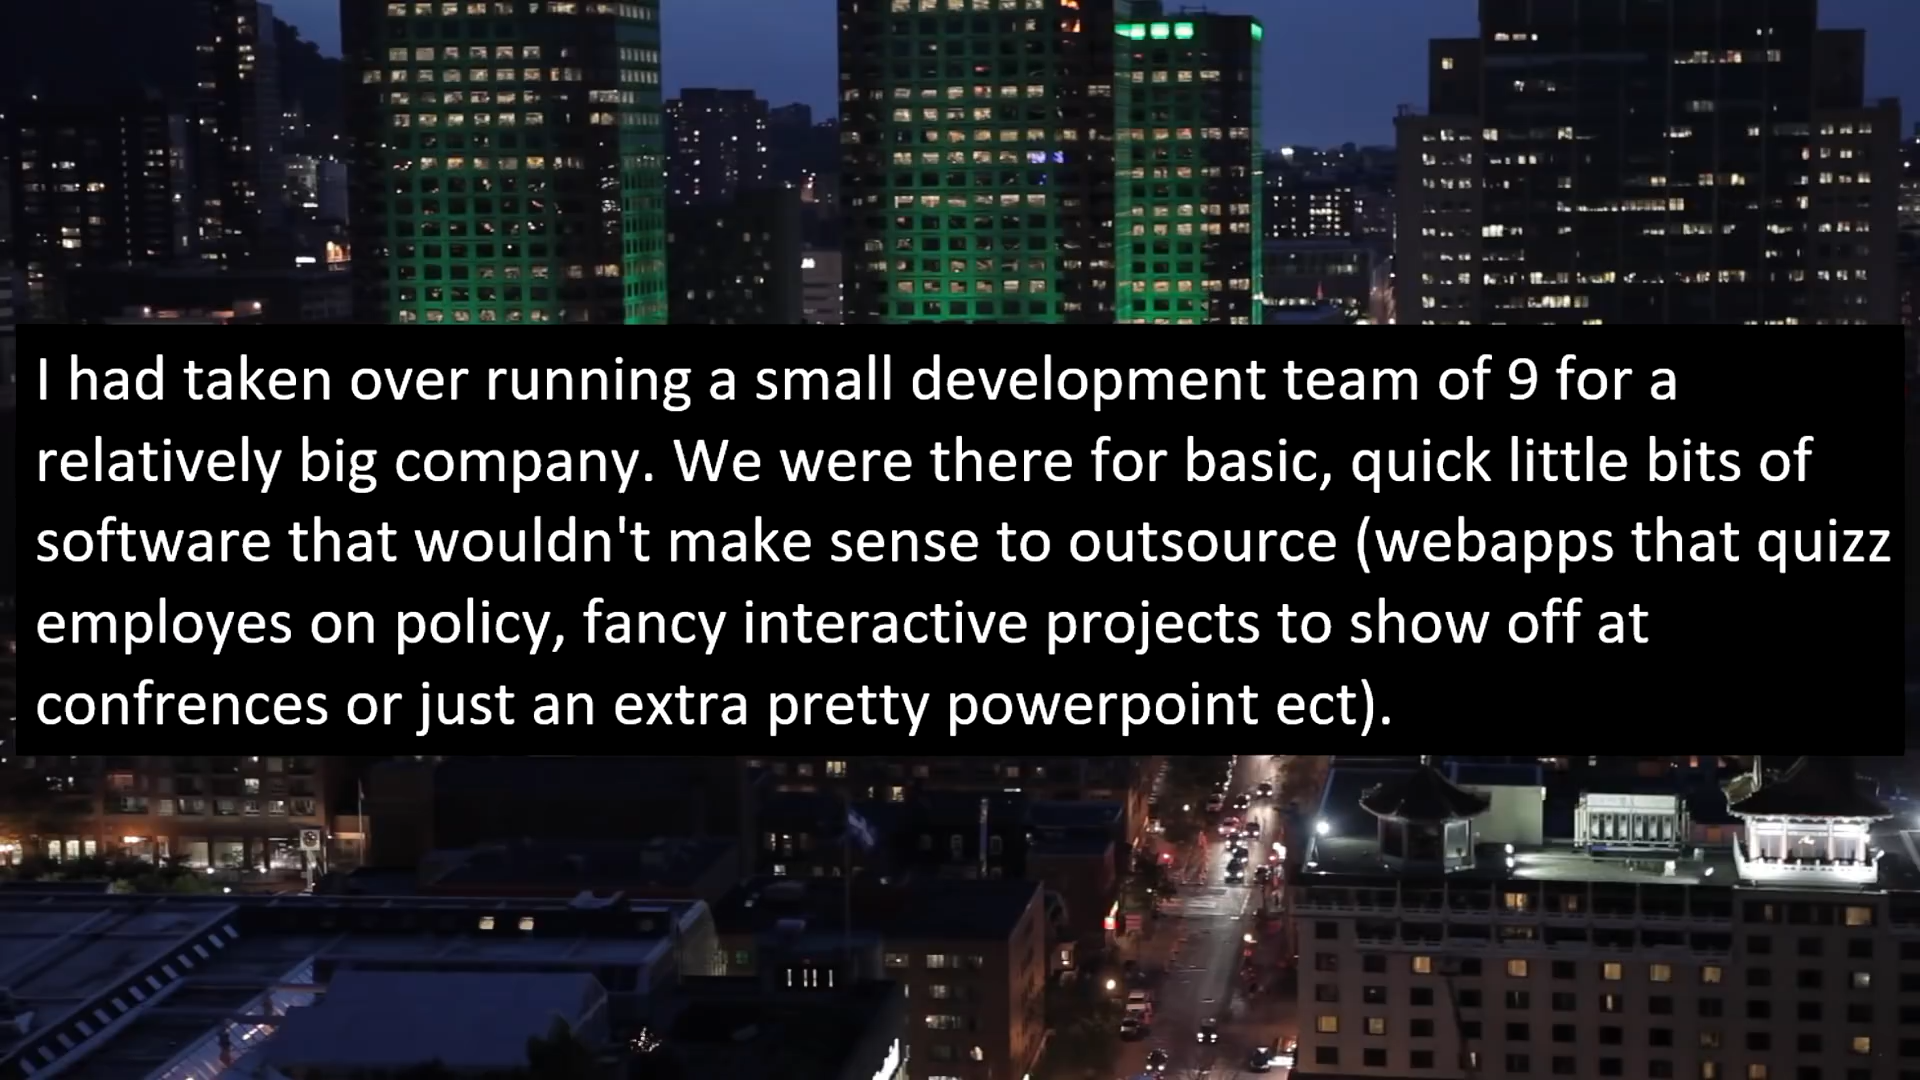 I had taken over running a small development team of 9 for a
relatively big company. We were there for basic, quick little bits of
software that wouldn't make sense to outsource (webapps that quizz
employes on policy, fancy interactive projects to show off at
confrences or just an extra pretty powerpoint ect).